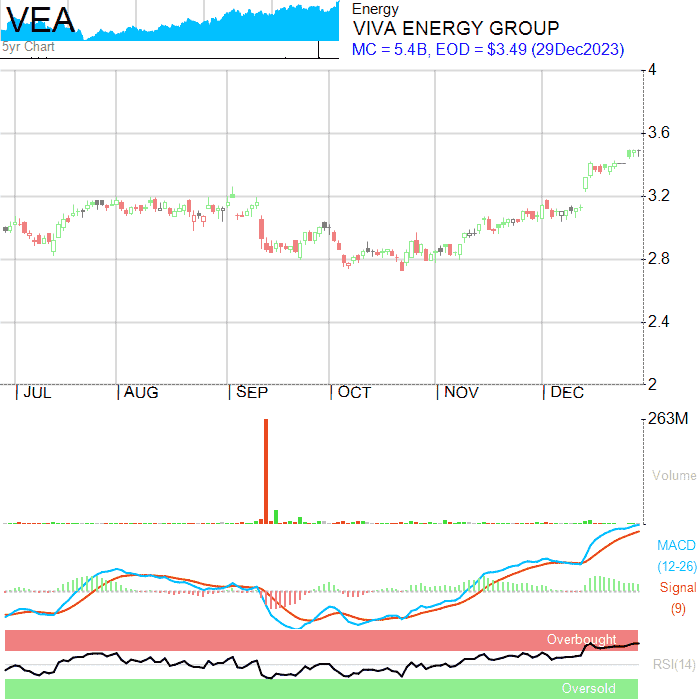 VEA
5yr Chart
Energy
VIVA ENERGY GROUP
MC = 5.4B, EOD = $3.49 (29Dec2023)
4
3.6
3.2
2.8
2.4
2
JUL AUG SEP OCT NOV DEC
263M
Volume
MACD
(12-26)
Signal
(9)
Overbought
RSI(14)
Oversold